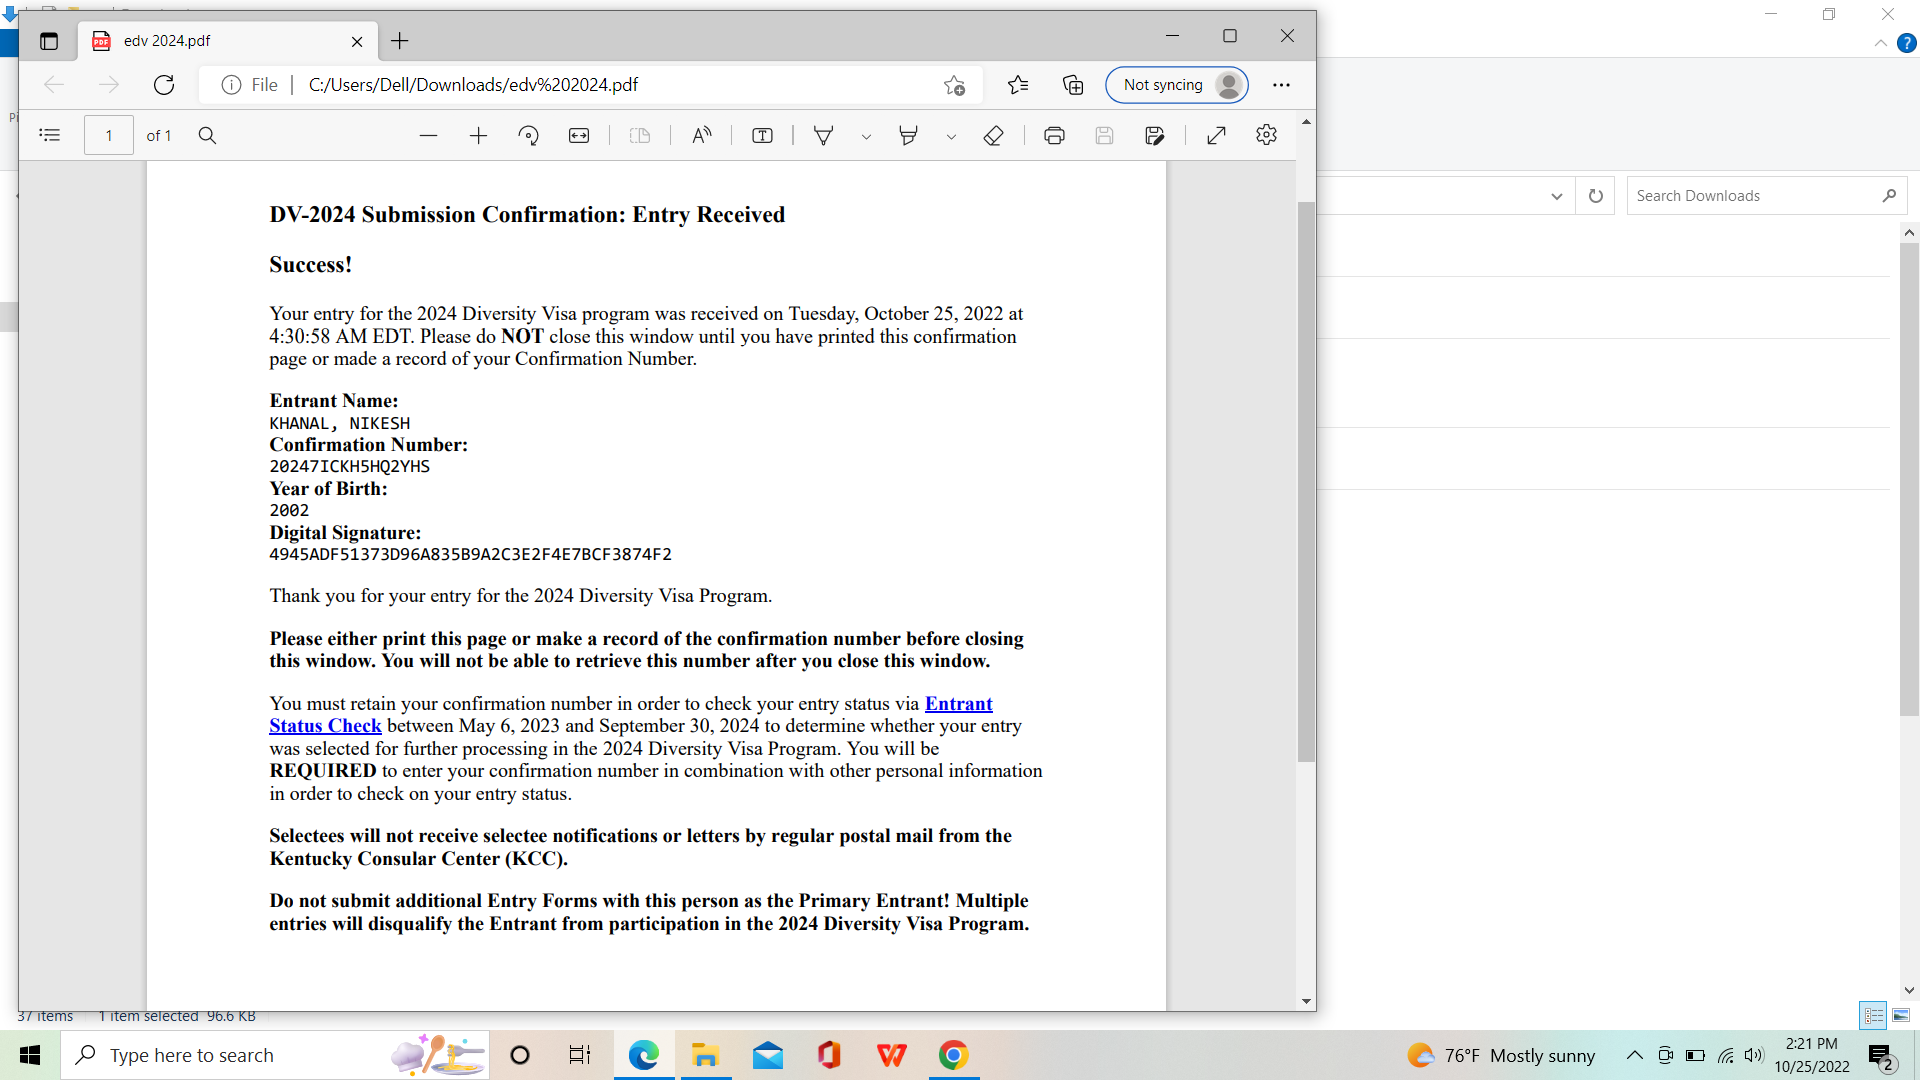 edv 2024.pdf
File
C:/Users/Dell/Downloads/edv%202024.pdf
Not syncing
1 of 1
Search Downloads
DV-2024 Submission Confirmation: Entry Received
Success!
Your entry for the 2024 Diversity Visa program was received on Tuesday, October 25, 2022 at
4:30:58 AM EDT. Please do NOT close this window until you have printed this confirmation
page or made a record of your Confirmation Number.
Entrant Name:
KHANAL, NIKESH
Confirmation Number:
20247ICKH5HQ2YHS
Year of Birth:
2002
Digital Signature:
4945ADF51373D96A835B9A2C3E2F4E7BCF3874F2
Thank you for your entry for the 2024 Diversity Visa Program.
Please either print this page or make a record of the confirmation number before closing
this window. You will not be able to retrieve this number after you close this window.
You must retain your confirmation number in order to check your entry status via Entrant
Status Check between May 6, 2023 and September 30, 2024 to determine whether your entry
was selected for further processing in the 2024 Diversity Visa Program. You will be
REQUIRED to enter your confirmation number in combination with other personal information
in order to check on your entry status.
Selectees will not receive selectee notifications or letters by regular postal mail from the
Kentucky Consular Center (KCC).
Do not submit additional Entry Forms with this person as the Primary Entrant! Multiple
entries will disqualify the Entrant from participation in the 2024 Diversity Visa Program.
37 items 1 item selected 96.6 KB
Type here to search
76°F Mostly sunny
2:21 PM
10/25/2022
2